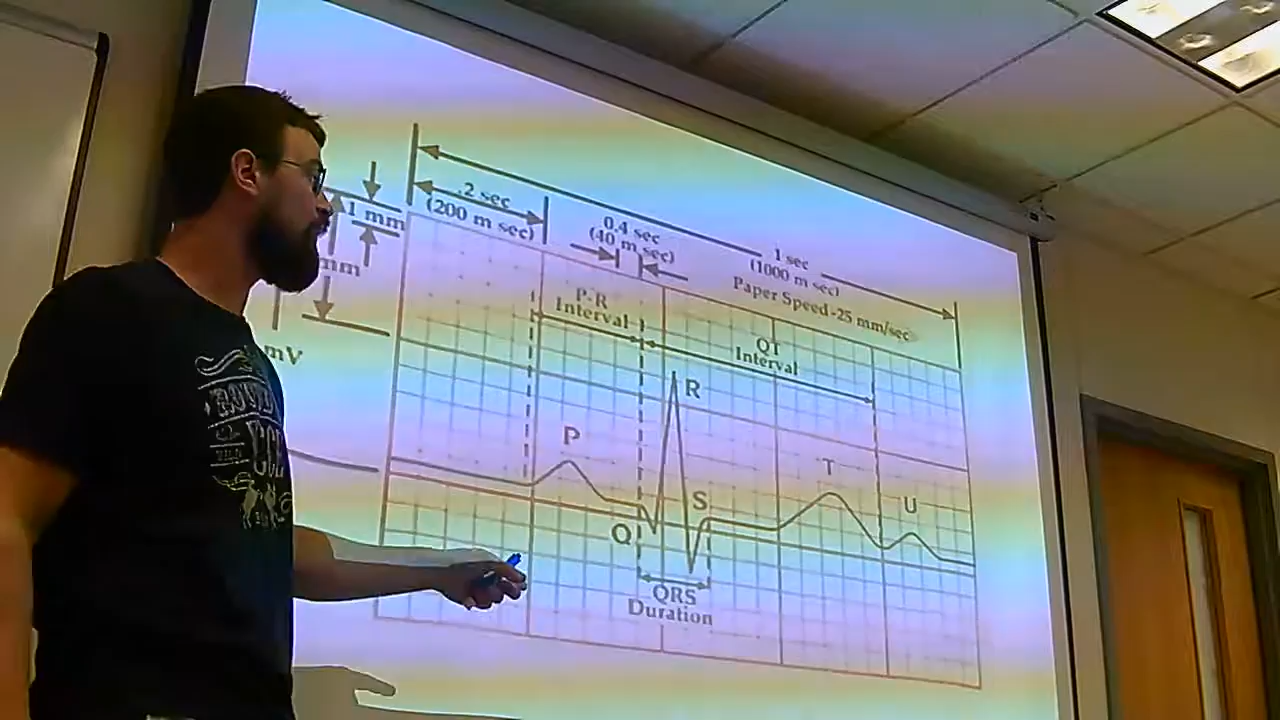 .2 sec
(200 m sec)
1 mm
mm
mV
0.4 sec
(40 m sec)
1 sec
(1000 m sec)
Paper Speed-25 mm/sec
P-R
Interval
QT
Interval
R
P
T
S
U
Q
QRS
Duration